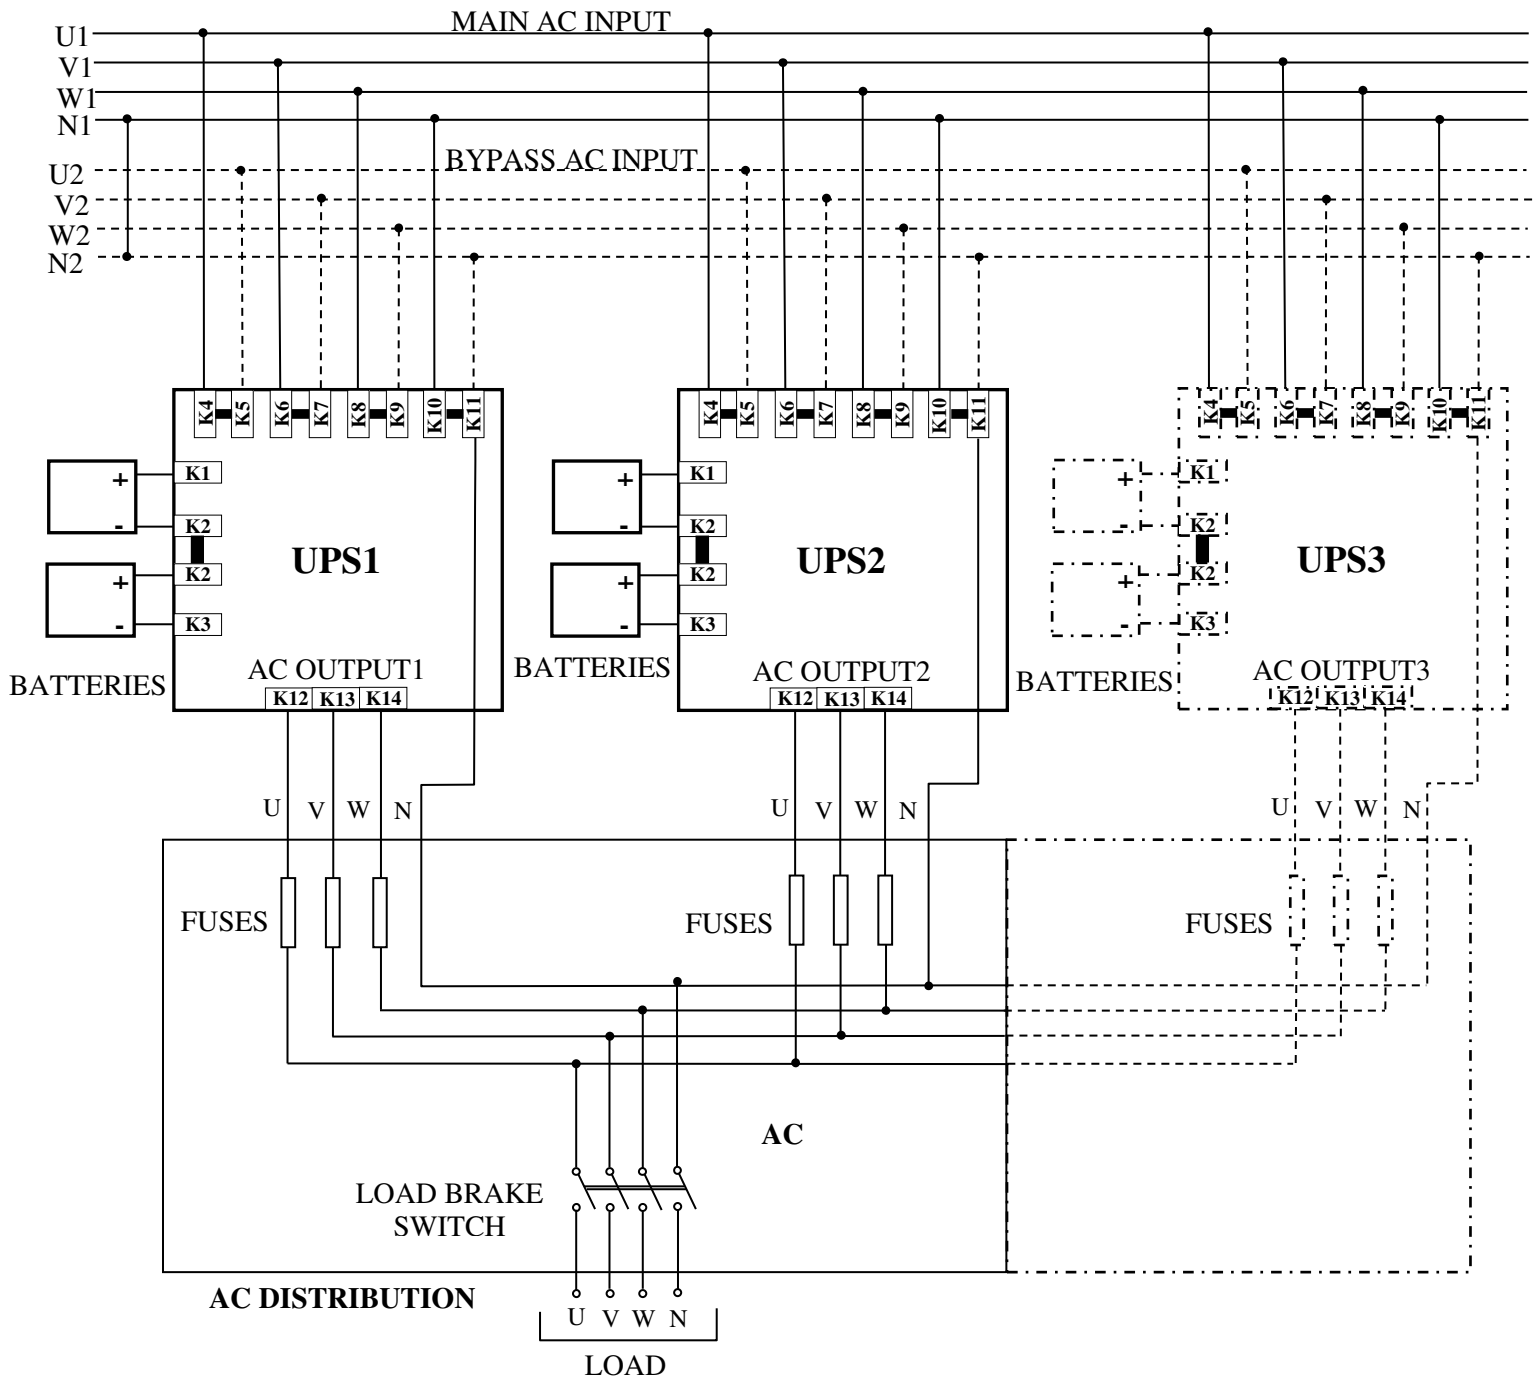 MAIN AC INPUT
U1
V1
W1
N1
BYPASS AC INPUT
U2
V2
W2
N2
K4 K5 K6 K7 K8 K9 K10 K11
K4 K5 K6 K7 K8 K9 K10 K11
K4 K5 K6 K7 K8 K9 K10 K11
+ K1
- K2
UPS1
+ K2
- K3
BATTERIES
AC OUTPUT1
K12 K13 K14
+ K1
- K2
UPS2
+ K2
- K3
BATTERIES
AC OUTPUT2
K12 K13 K14
+ K1
- K2
UPS3
+ K2
- K3
BATTERIES
AC OUTPUT3
K12 K13 K14
U V W N
U V W N
U V W N
FUSES
FUSES
FUSES
AC
LOAD BRAKE
SWITCH
AC DISTRIBUTION
U V W N
LOAD